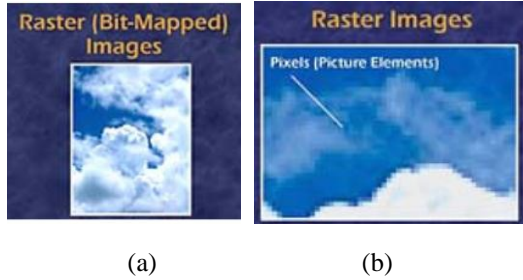 Raster (Bit-Mapped)
Images
Raster Images
Pixels (Picture Elements)
(a)
(b)